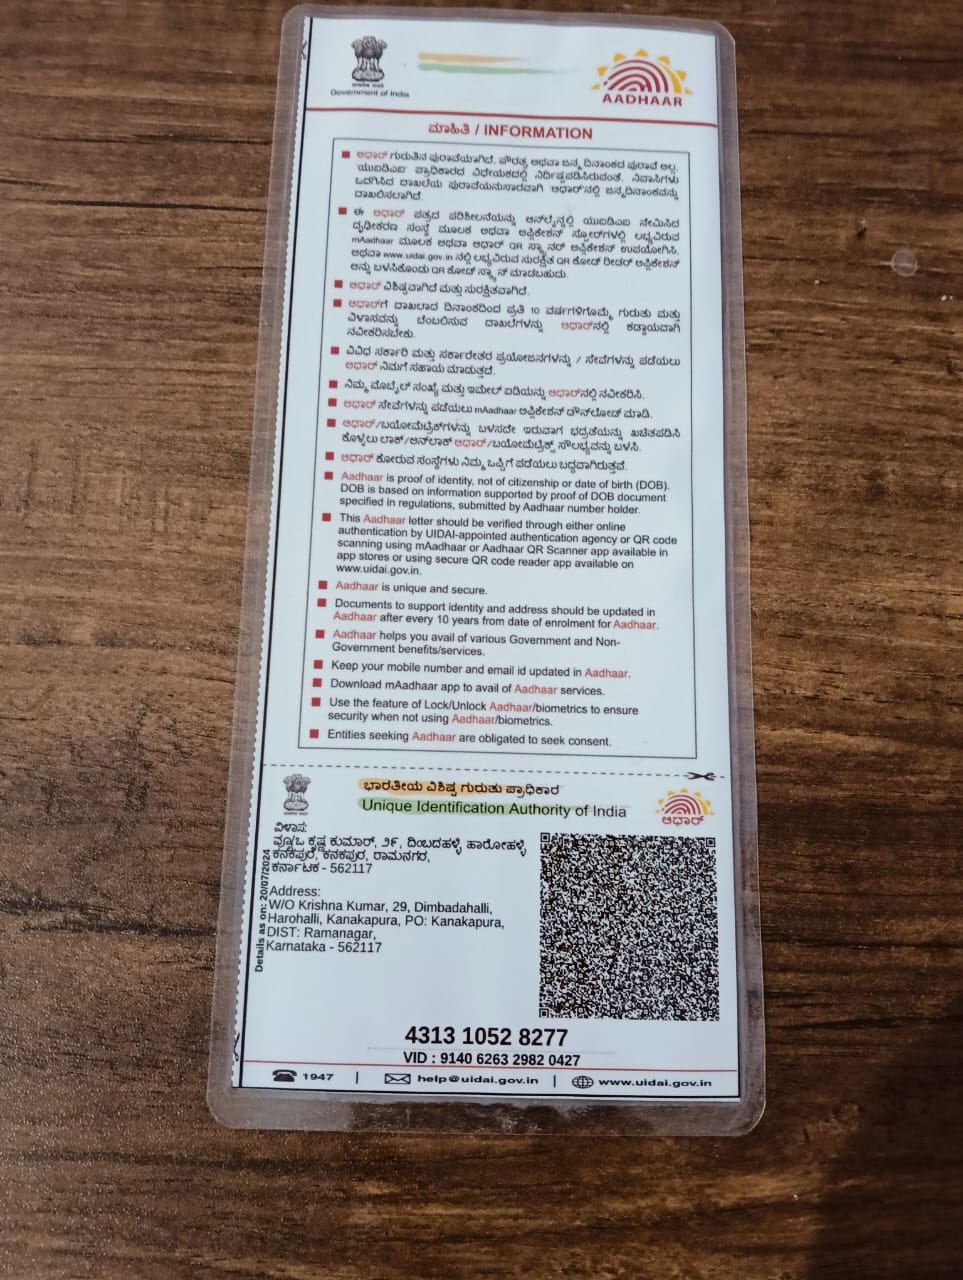 सत्यमेव जयते
Government of India
AADHAAR
ಮಾಹಿತಿ / INFORMATION
ಆಧಾರ್ ಗುರುತಿನ ಪುರಾವೆಯಾಗಿದೆ, ಪೌರತ್ವ ಅಥವಾ ಜನ್ಮ ದಿನಾಂಕದ ಪುರಾವೆ ಅಲ್ಲ.
ಯುಐಡಿಎಐ ಪ್ರಾಧಿಕಾರದ ವಿಧೇಯಕದಲ್ಲಿ ನಿರ್ದಿಷ್ಟಪಡಿಸಿರುವಂತೆ, ನಿವಾಸಿಗಳು
ಒದಗಿಸಿದ ದಾಖಲೆಯ ಪುರಾವೆಯನುಸಾರವಾಗಿ 'ಆಧಾರ್'ನಲ್ಲಿ ಜನ್ಮದಿನಾಂಕವನ್ನು
ದಾಖಲಿಸಲಾಗಿದೆ.
ಈ ಆಧಾರ್ ಪತ್ರದ ಪರಿಶೀಲನೆಯನ್ನು ಆನ್‌ಲೈನ್ನಲ್ಲಿ ಯುಐಡಿಎಐ ನೇಮಿಸಿದ
ದೃಢೀಕರಣ ಸಂಸ್ಥೆ ಮೂಲಕ ಅಥವಾ ಅಪ್ಲಿಕೇಶನ್ ಸ್ಟೋರ್‌ಗಳಲ್ಲಿ ಲಭ್ಯವಿರುವ
mAadhaar ಮೂಲಕ ಅಥವಾ ಆಧಾರ್ QR ಸ್ಕ್ಯಾನರ್ ಅಪ್ಲಿಕೇಶನ್ ಉಪಯೋಗಿಸಿ,
ಅಥವಾ www.uidai.gov.in ನಲ್ಲಿ ಲಭ್ಯವಿರುವ ಸುರಕ್ಷಿತ QR ಕೋಡ್ ರೀಡರ್ ಅಪ್ಲಿಕೇಶನ್
ಅನ್ನು ಬಳಸಿಕೊಂಡು QR ಕೋಡ್ ಸ್ಕ್ಯಾನ್ ಮಾಡಬಹುದು.
ಆಧಾರ್ ವಿಶಿಷ್ಟವಾಗಿದೆ ಮತ್ತು ಸುರಕ್ಷಿತವಾಗಿದೆ.
ಆಧಾರ್‌ಗೆ ದಾಖಲಾದ ದಿನಾಂಕದಿಂದ ಪ್ರತಿ 10 ವರ್ಷಗಳಿಗೊಮ್ಮೆ ಗುರುತು ಮತ್ತು
ವಿಳಾಸವನ್ನು ಬೆಂಬಲಿಸುವ ದಾಖಲೆಗಳನ್ನು ಆಧಾರ್‌ನಲ್ಲಿ ಕಡ್ಡಾಯವಾಗಿ
ನವೀಕರಿಸಬೇಕು.
ವಿವಿಧ ಸರ್ಕಾರಿ ಮತ್ತು ಸರ್ಕಾರೇತರ ಪ್ರಯೋಜನಗಳನ್ನು / ಸೇವೆಗಳನ್ನು ಪಡೆಯಲು
ಆಧಾರ್ ನಿಮಗೆ ಸಹಾಯ ಮಾಡುತ್ತದೆ.
ನಿಮ್ಮ ಮೊಬೈಲ್ ಸಂಖ್ಯೆ ಮತ್ತು ಇಮೇಲ್ ಐಡಿಯನ್ನು ಆಧಾರ್‌ನಲ್ಲಿ ನವೀಕರಿಸಿ.
ಆಧಾರ್ ಸೇವೆಗಳನ್ನು ಪಡೆಯಲು mAadhaar ಅಪ್ಲಿಕೇಶನ್ ಡೌನ್‌ಲೋಡ್ ಮಾಡಿ.
ಆಧಾರ್/ಬಯೋಮೆಟ್ರಿಕ್‌ಗಳನ್ನು ಬಳಸದೇ ಇರುವಾಗ ಭದ್ರತೆಯನ್ನು ಖಚಿತಪಡಿಸಿ
ಕೊಳ್ಳಲು ಲಾಕ್/ಅನ್‌ಲಾಕ್ ಆಧಾರ್/ಬಯೋಮೆಟ್ರಿಕ್ಸ್ ಸೌಲಭ್ಯವನ್ನು ಬಳಸಿ.
ಆಧಾರ್ ಕೋರುವ ಸಂಸ್ಥೆಗಳು ನಿಮ್ಮ ಒಪ್ಪಿಗೆ ಪಡೆಯಲು ಬದ್ಧವಾಗಿರುತ್ತವೆ.
Aadhaar is proof of identity, not of citizenship or date of birth (DOB).
DOB is based on information supported by proof of DOB document
specified in regulations, submitted by Aadhaar number holder.
This Aadhaar letter should be verified through either online
authentication by UIDAI-appointed authentication agency or QR code
scanning using mAadhaar or Aadhaar QR Scanner app available in
app stores or using secure QR code reader app available on
www.uidai.gov.in.
Aadhaar is unique and secure.
Documents to support identity and address should be updated in
Aadhaar after every 10 years from date of enrolment for Aadhaar.
Aadhaar helps you avail of various Government and Non-
Government benefits/services.
Keep your mobile number and email id updated in Aadhaar.
Download mAadhaar app to avail of Aadhaar services.
Use the feature of Lock/Unlock Aadhaar/biometrics to ensure
security when not using Aadhaar/biometrics.
Entities seeking Aadhaar are obligated to seek consent.
ಭಾರತೀಯ ವಿಶಿಷ್ಟ ಗುರುತು ಪ್ರಾಧಿಕಾರ
Unique Identification Authority of India
ಆಧಾರ್
ವಿಳಾಸ:
ವ್ಯಾ/ಒ ಕೃಷ್ಣ ಕುಮಾರ್, ೨೯, ದಿಂಬದಹಳ್ಳಿ, ಹಾರೋಹಳ್ಳಿ,
ಕನಕಪುರ, ಕನಕಪುರ, ರಾಮನಗರ,
ಕರ್ನಾಟಕ - 562117
Address:
W/O Krishna Kumar, 29, Dimbadahalli,
Harohalli, Kanakapura, PO: Kanakapura,
DIST: Ramanagar,
Karnataka - 562117
Details as on: 20/07/2024
4313 1052 8277
VID : 9140 6263 2982 0427
1947 | help@uidai.gov.in | www.uidai.gov.in